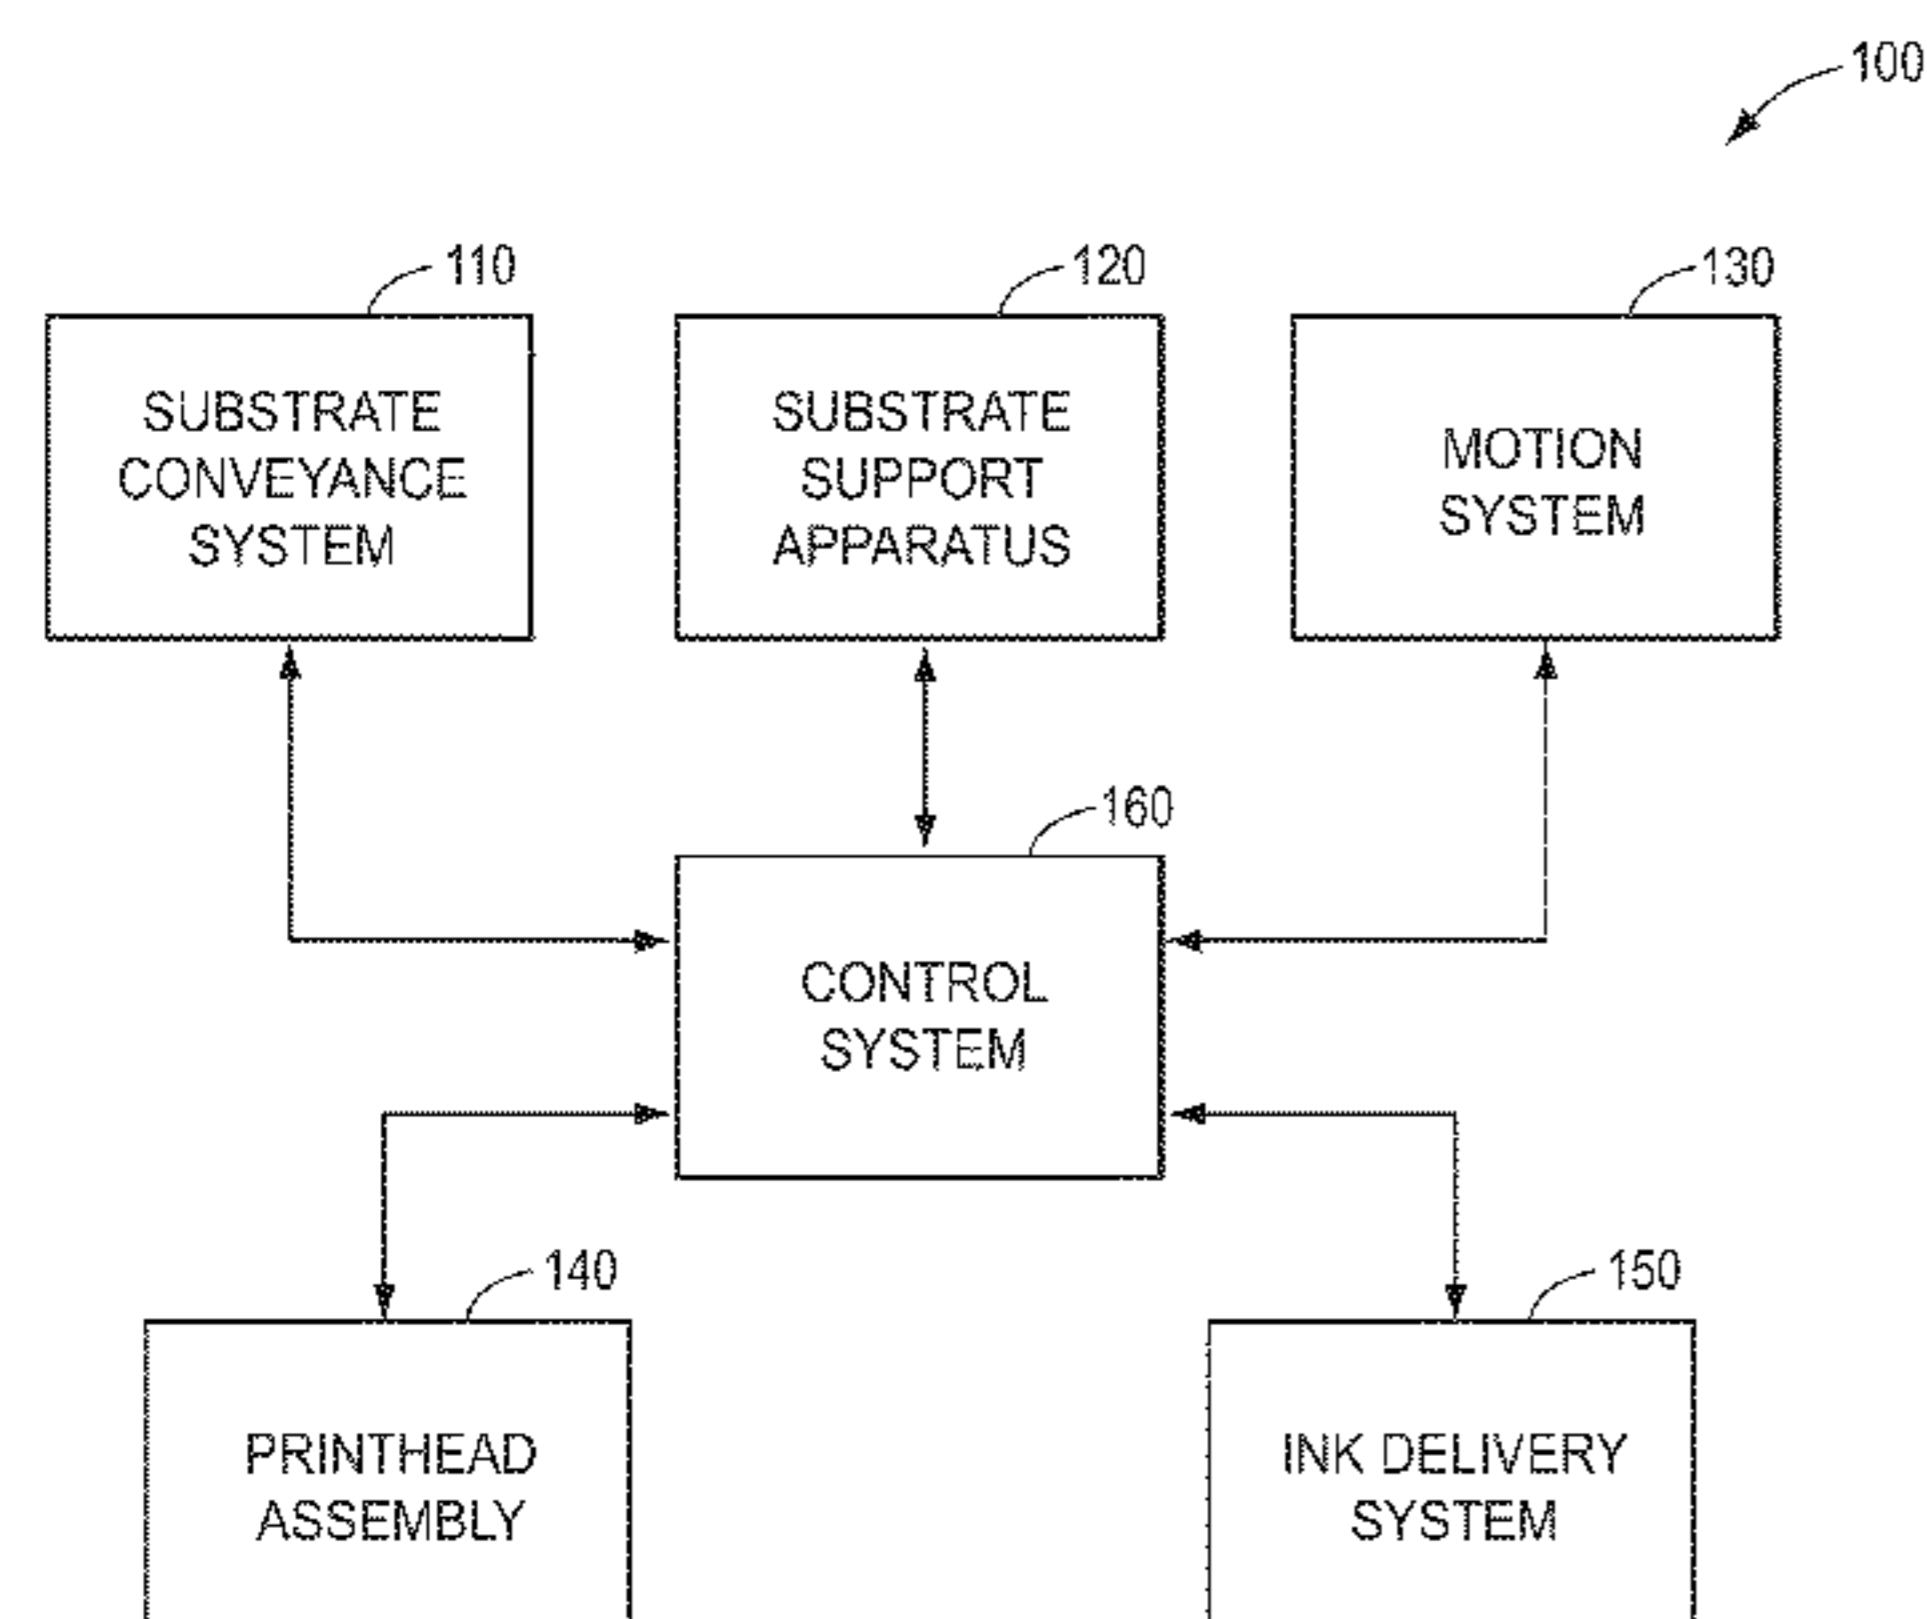 100
110
120
130
SUBSTRATE
CONVEYANCE
SYSTEM
SUBSTRATE
SUPPORT
APPARATUS
MOTION
SYSTEM
160
CONTROL
SYSTEM
140
150
PRINTHEAD
ASSEMBLY
INK DELIVERY
SYSTEM